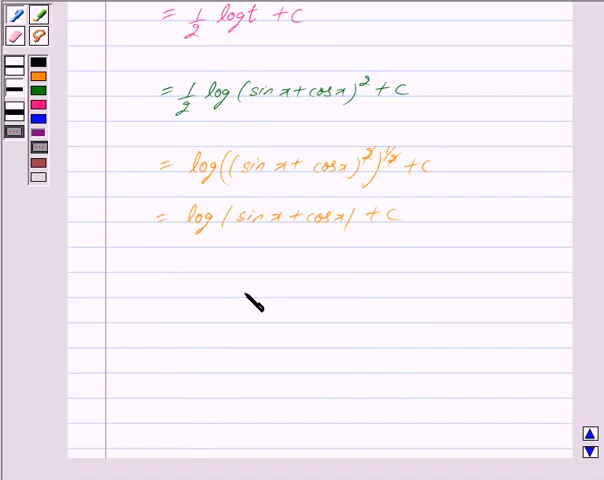 = 1/2 log t + C
= 1/2 log (sin x + cos x)² + C
= log((sin x + cos x)²)^1/2 + C
= log |sin x + cos x| + C